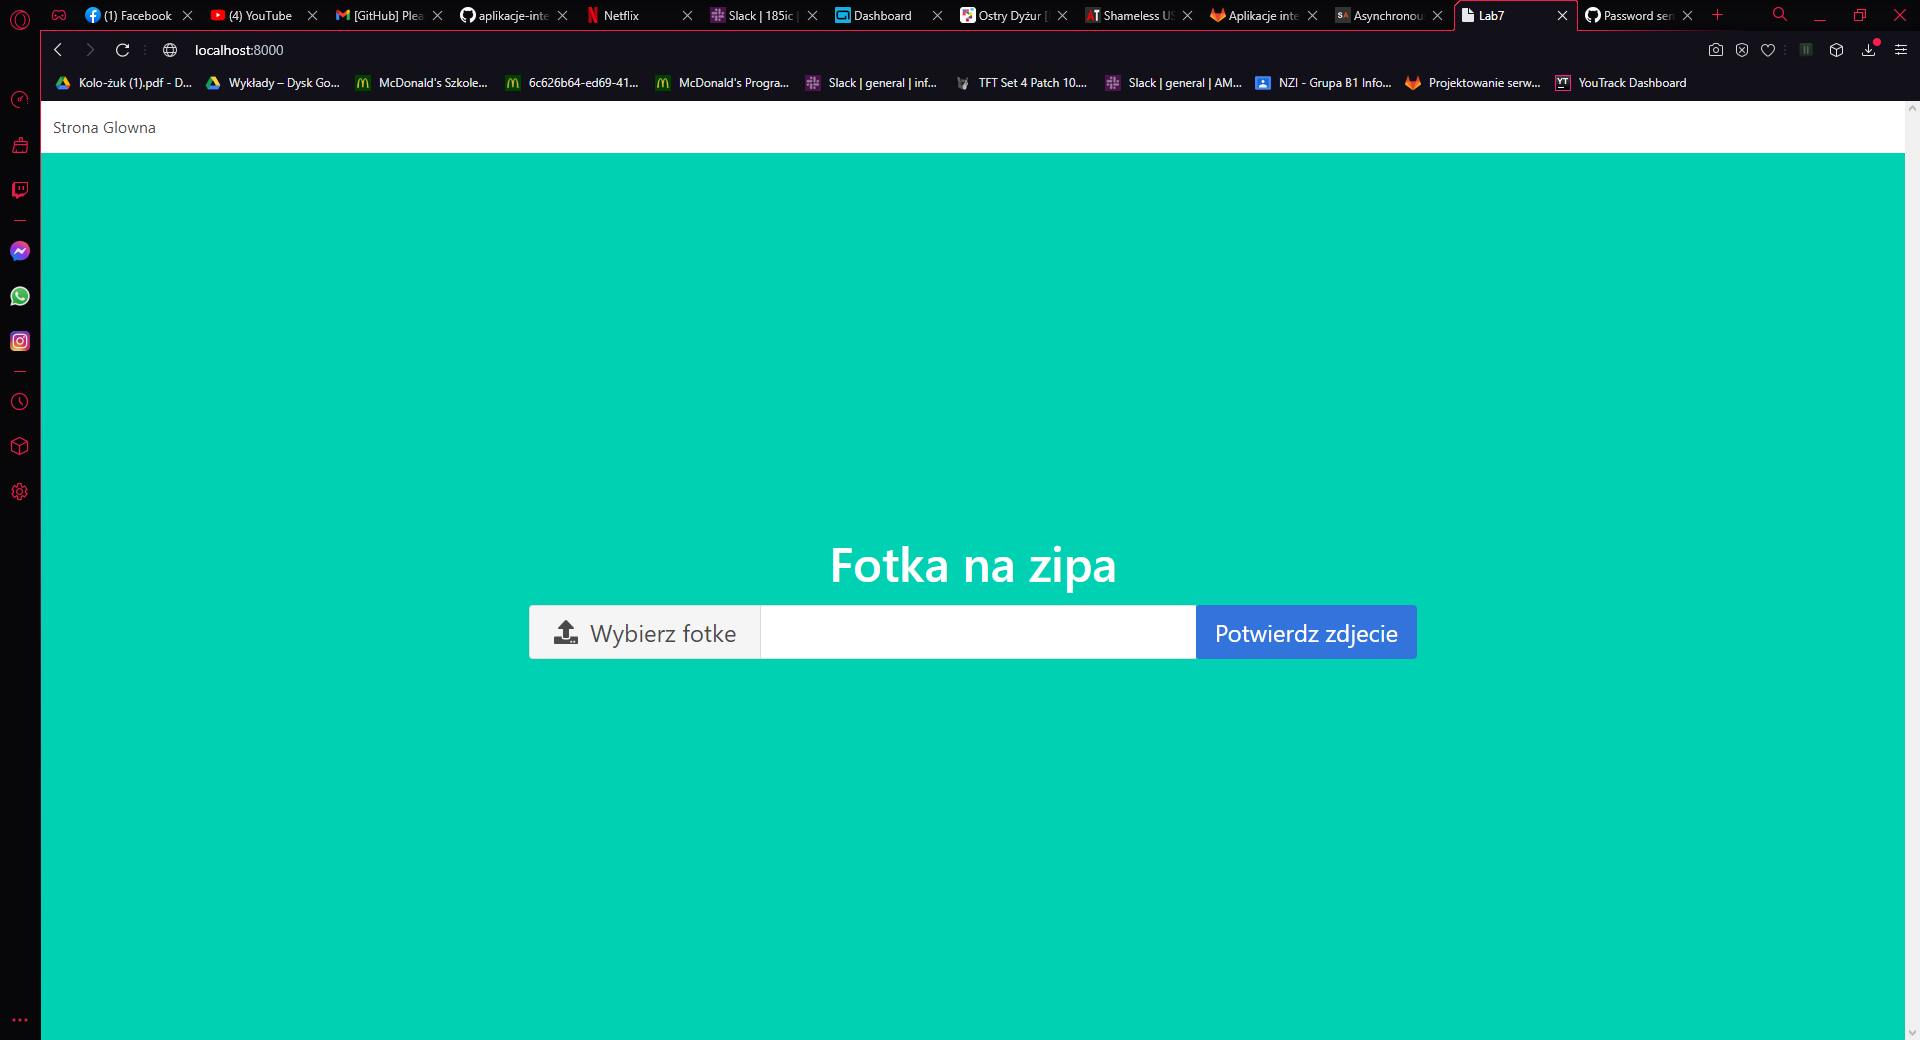 (1) Facebook
(4) YouTube
[GitHub] Plea
aplikacje-inte
Netflix
Slack | 185ic |
Dashboard
Ostry Dyżur [
Shameless US
Aplikacje inte
Asynchronou
Lab7
Password sen
localhost:8000
Kolo-żuk (1).pdf - D...
Wykłady – Dysk Go...
McDonald's Szkole...
6c626b64-ed69-41...
McDonald's Progra...
Slack | general | inf...
TFT Set 4 Patch 10....
Slack | general | AM...
NZI - Grupa B1 Info...
Projektowanie serw...
YT
YouTrack Dashboard
Strona Glowna
Fotka na zipa
Wybierz fotke
Potwierdz zdjecie